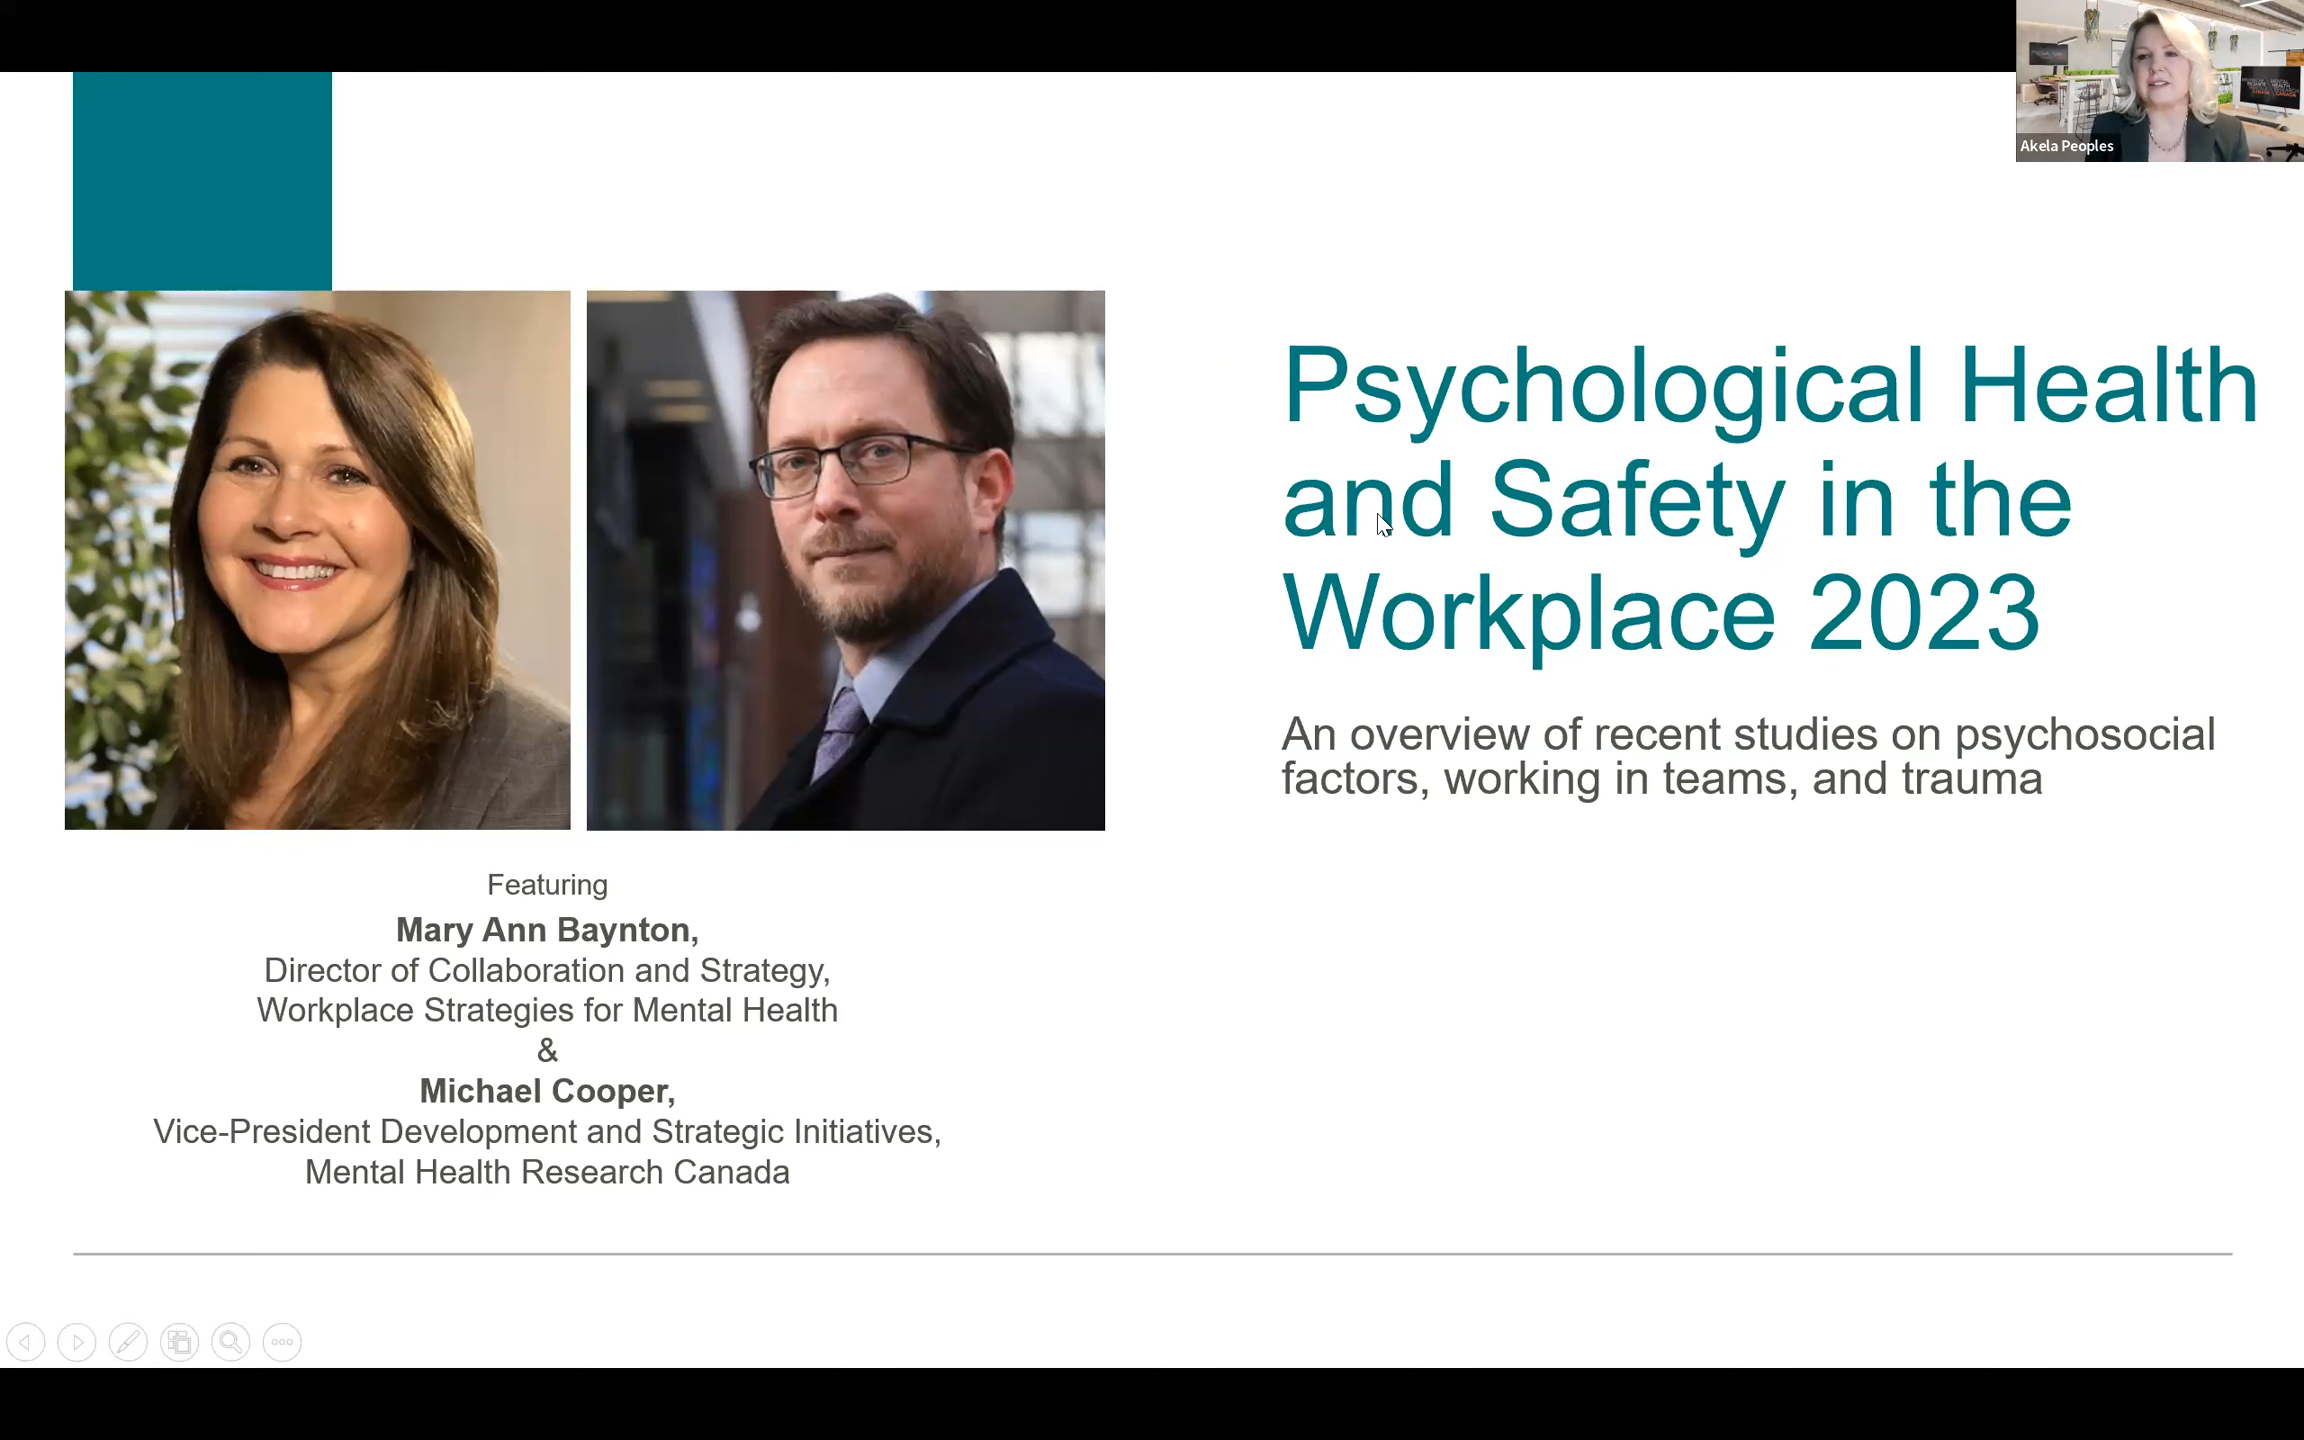 Akela Peoples
Psychological Health
and Safety in the
Workplace 2023
An overview of recent studies on psychosocial
factors, working in teams, and trauma
Featuring
Mary Ann Baynton,
Director of Collaboration and Strategy,
Workplace Strategies for Mental Health
&
Michael Cooper,
Vice-President Development and Strategic Initiatives,
Mental Health Research Canada